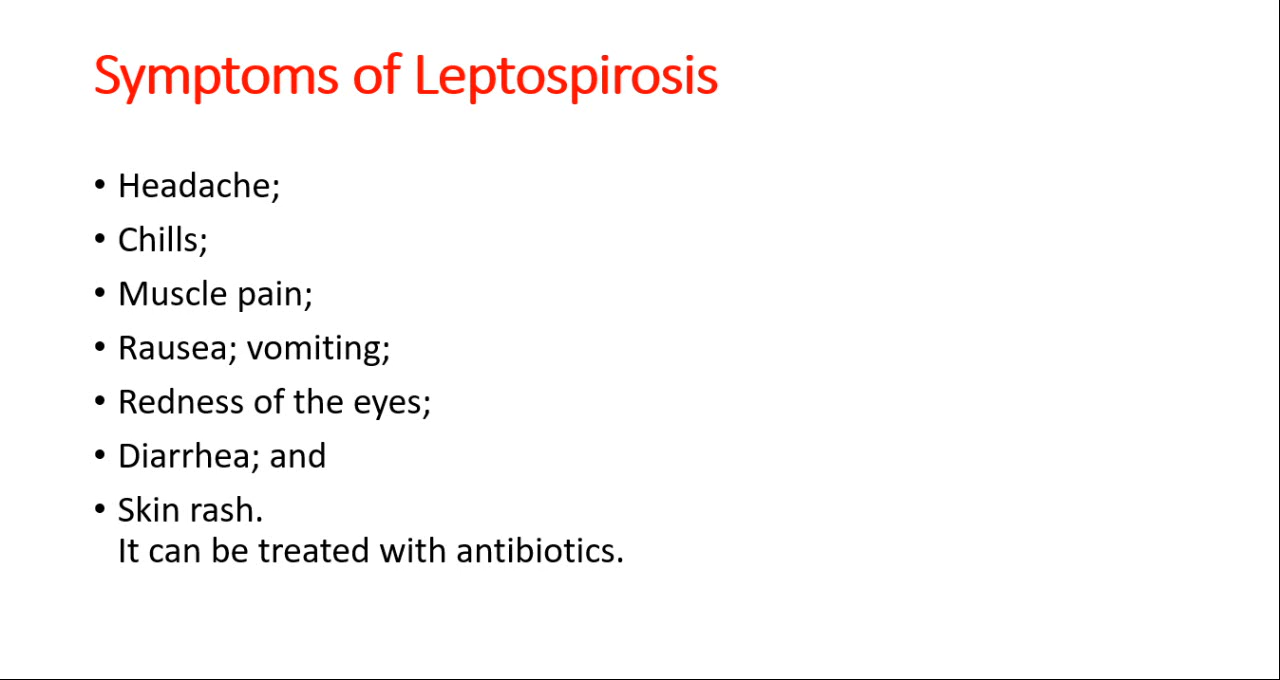 Symptoms of Leptospirosis
• Headache;
• Chills;
• Muscle pain;
• Rausea; vomiting;
• Redness of the eyes;
• Diarrhea; and
• Skin rash.
It can be treated with antibiotics.